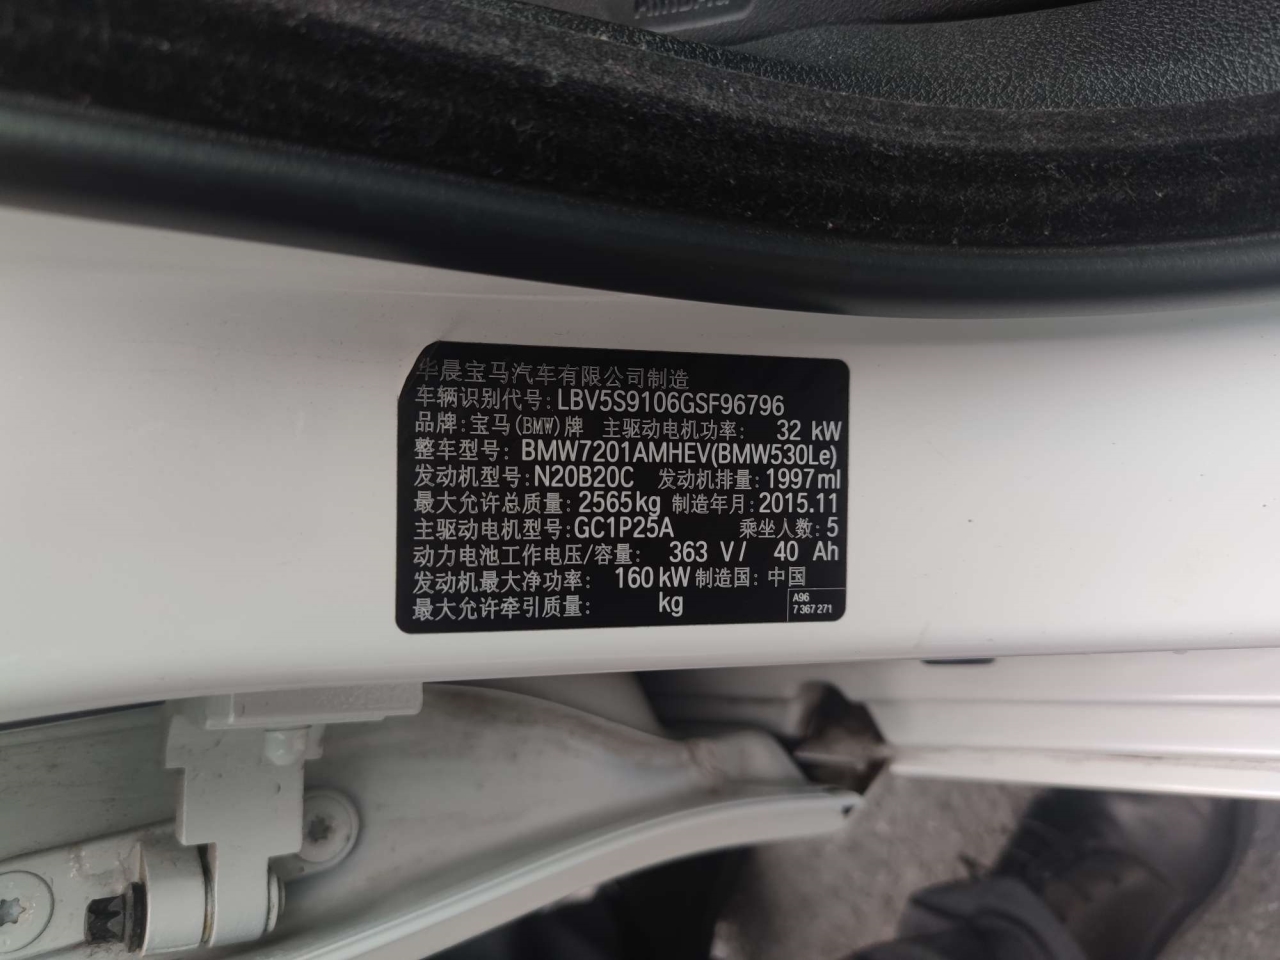 华晨宝马汽车有限公司制造
车辆识别代号: LBV5S9106GSF96796
品牌: 宝马(BMW)牌 主驱动电机功率: 32 kW
整车型号: BMW7201AMHEV(BMW530Le)
发动机型号: N20B20C 发动机排量: 1997ml
最大允许总质量: 2565kg 制造年月: 2015.11
主驱动电机型号: GC1P25A 乘坐人数: 5
动力电池工作电压/容量: 363 V/ 40 Ah
发动机最大净功率: 160kW 制造国: 中国
最大允许牵引质量: kg
A96
7 367 271